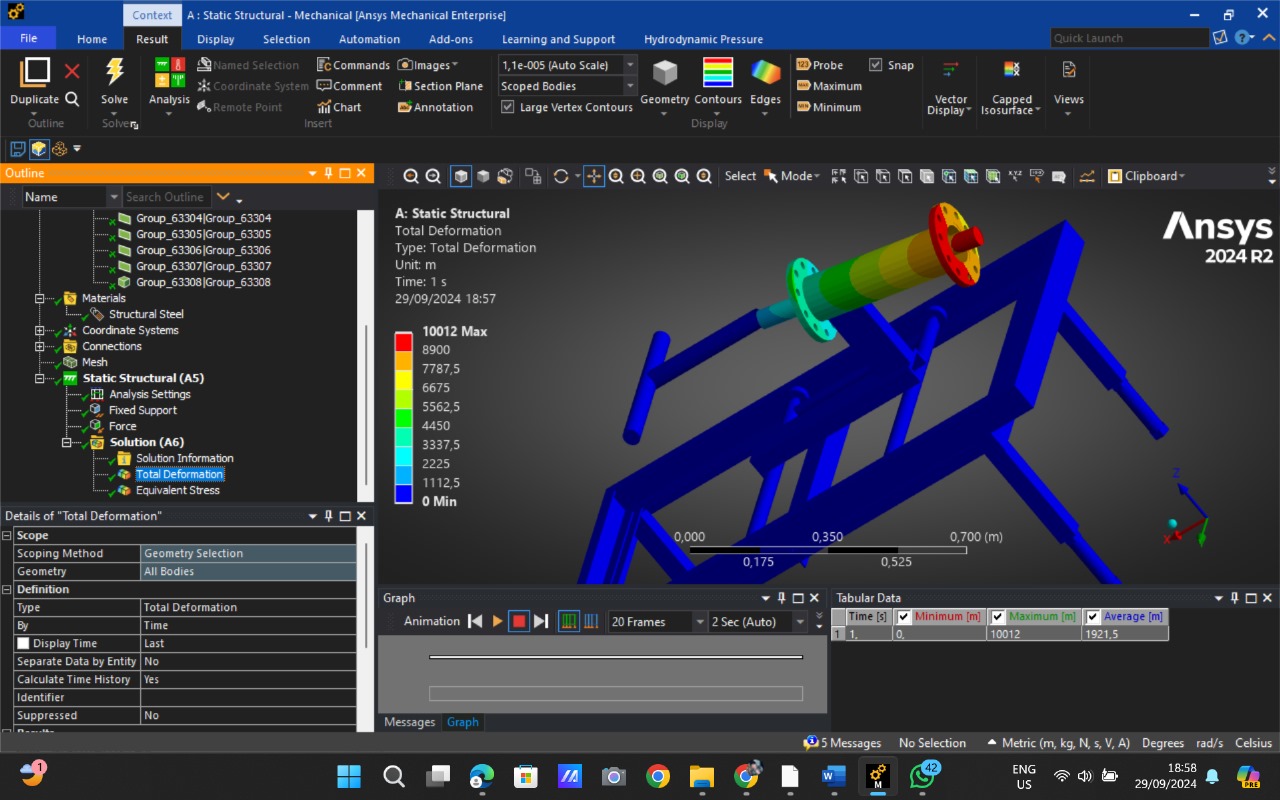 Context
A : Static Structural - Mechanical [Ansys Mechanical Enterprise]
File
Home
Result
Display
Selection
Automation
Add-ons
Learning and Support
Hydrodynamic Pressure
Quick Launch
Duplicate
Outline
Solve
Solve
Analysis
Named Selection
Coordinate System
Remote Point
Commands
Comment
Chart
Images
Section Plane
Annotation
Insert
1,1e-005 (Auto Scale)
Scoped Bodies
Large Vertex Contours
Geometry
Contours
Edges
Display
Probe
Maximum
Minimum
Snap
Vector Display
Capped Isosurface
Views
Outline
Name
Search Outline
Group_63304|Group_63304
Group_63305|Group_63305
Group_63306|Group_63306
Group_63307|Group_63307
Group_63308|Group_63308
Materials
Structural Steel
Coordinate Systems
Connections
Mesh
Static Structural (A5)
Analysis Settings
Fixed Support
Force
Solution (A6)
Solution Information
Total Deformation
Equivalent Stress
Details of "Total Deformation"
Scope
Scoping Method Geometry Selection
Geometry All Bodies
Definition
Type Total Deformation
By Time
Display Time Last
Separate Data by Entity No
Calculate Time History Yes
Identifier
Suppressed No
Select
Mode
Clipboard
A: Static Structural
Total Deformation
Type: Total Deformation
Unit: m
Time: 1 s
29/09/2024 18:57
10012 Max
8900
7787,5
6675
5562,5
4450
3337,5
2225
1112,5
0 Min
Ansys
2024 R2
Z
X
0,000 0,350 0,700 (m)
0,175 0,525
Graph
Animation
20 Frames
2 Sec (Auto)
Messages
Graph
Tabular Data
Time [s] Minimum [m] Maximum [m] Average [m]
1 1, 0, 10012 1921,5
5 Messages
No Selection
Metric (m, kg, N, s, V, A)
Degrees
rad/s
Celsius
1
M
42
ENG
US
18:58
29/09/2024
PRE